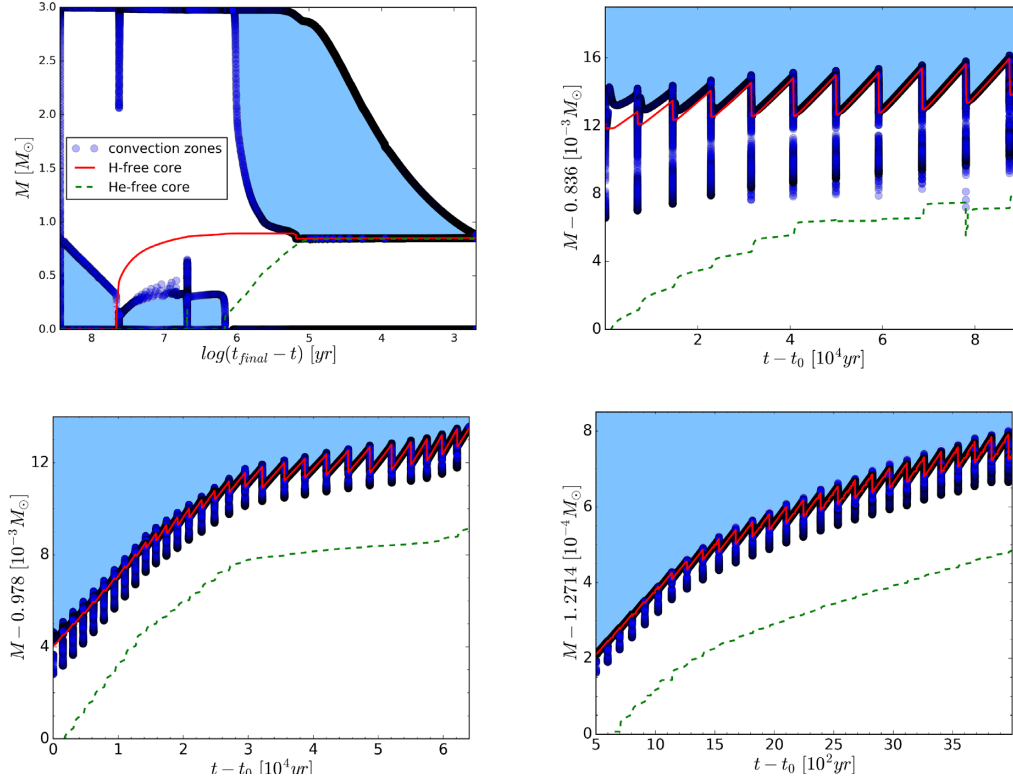 3.0
2.5
2.0
1.5
1.0
0.5
0.0
M [M⊙]
convection zones
H-free core
He-free core
8 7 6 5 4 3
log(t_final − t) [yr]
16
12
8
4
0
M − 0.836 [10⁻³ M⊙]
2 4 6 8
t − t₀ [10⁴yr]
12
8
4
0
M − 0.978 [10⁻³ M⊙]
0 1 2 3 4 5 6
t − t₀ [10⁴yr]
8
6
4
2
0
M − 1.2714 [10⁻⁴ M⊙]
5 10 15 20 25 30 35
t − t₀ [10²yr]